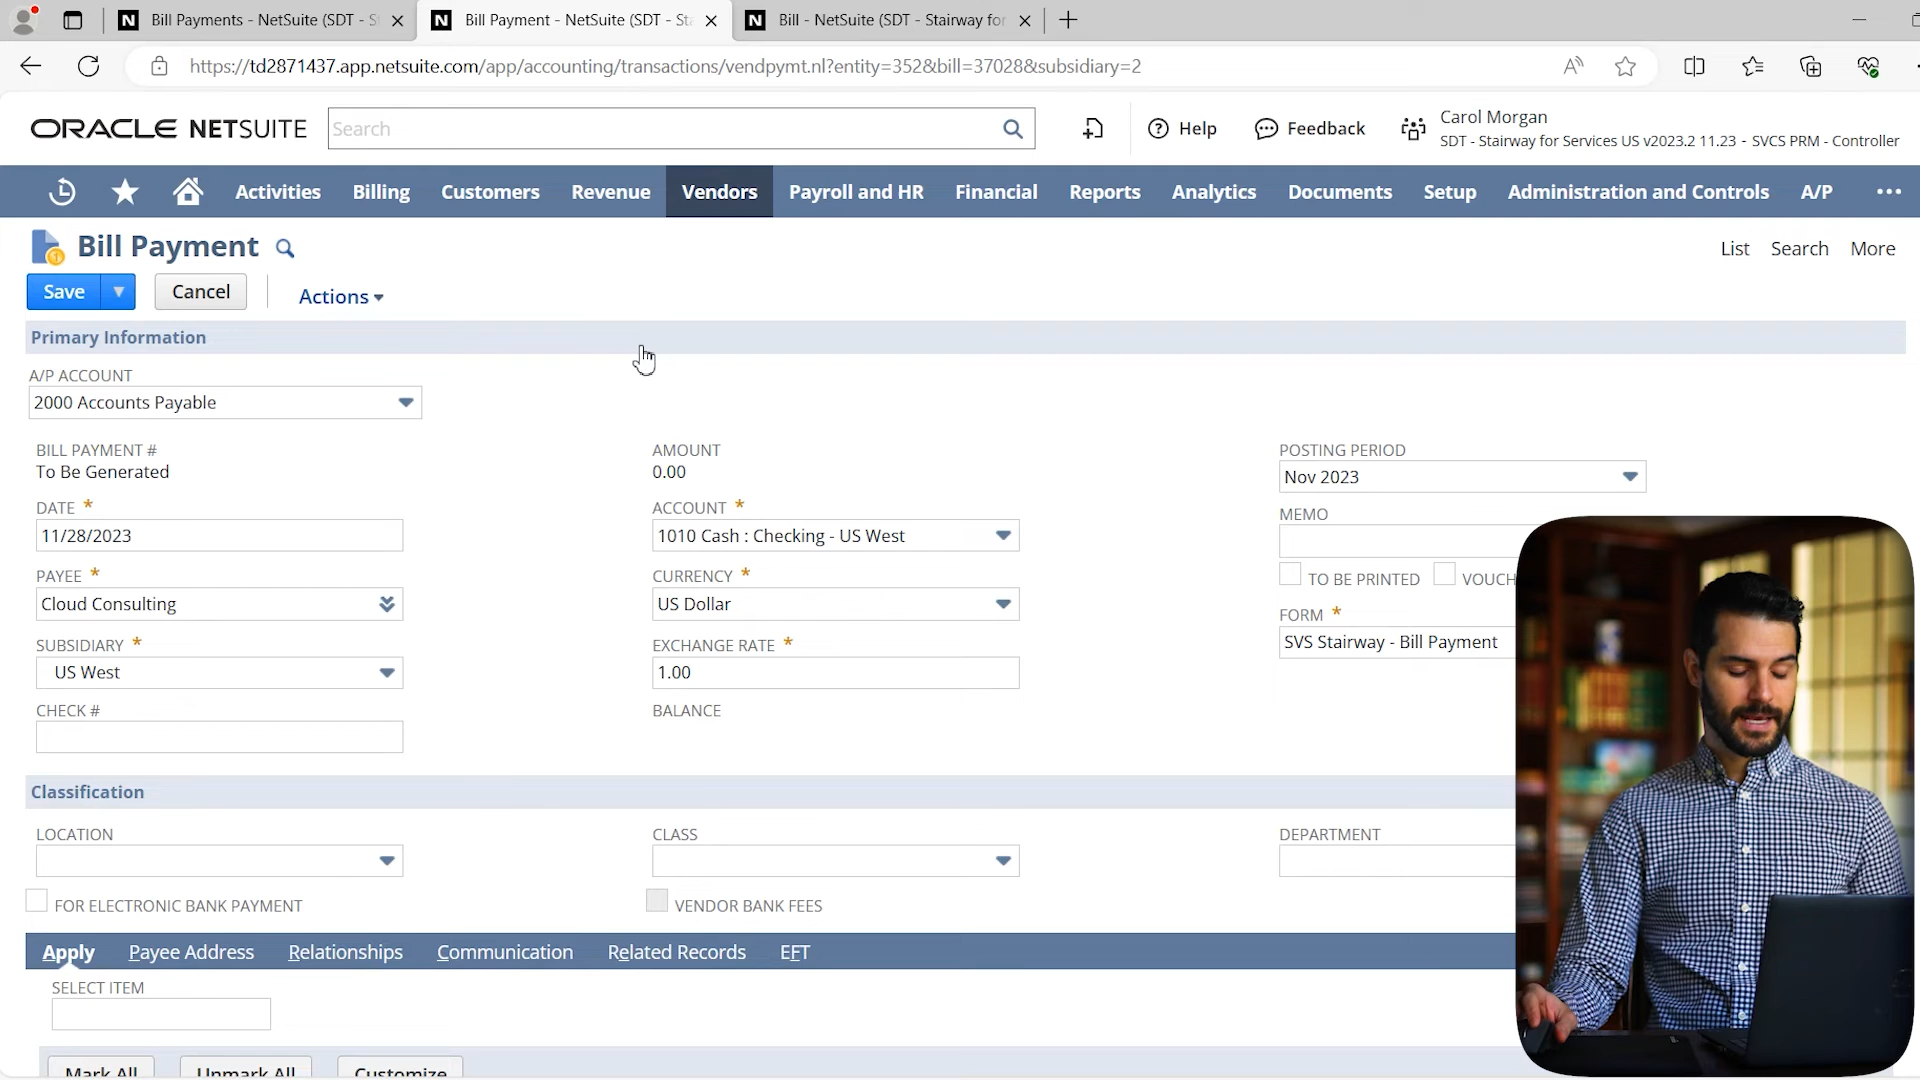 Bill Payments - NetSuite (SDT - S
Bill Payment - NetSuite (SDT - Sta
Bill - NetSuite (SDT - Stairway for
https://td2871437.app.netsuite.com/app/accounting/transactions/vendpymt.nl?entity=352&bill=37028&subsidiary=2
ORACLE NETSUITE
Search
Help
Feedback
Carol Morgan
SDT - Stairway for Services US v2023.2 11.23 - SVCS PRM - Controller
Activities Billing Customers Revenue Vendors Payroll and HR Financial Reports Analytics Documents Setup Administration and Controls A/P
Bill Payment
List Search More
Save Cancel Actions
Primary Information
A/P ACCOUNT
2000 Accounts Payable
BILL PAYMENT #
To Be Generated
DATE *
11/28/2023
PAYEE *
Cloud Consulting
SUBSIDIARY *
US West
CHECK #
AMOUNT
0.00
ACCOUNT *
1010 Cash : Checking - US West
CURRENCY *
US Dollar
EXCHANGE RATE *
1.00
BALANCE
POSTING PERIOD
Nov 2023
MEMO
TO BE PRINTED VOUCH
FORM *
SVS Stairway - Bill Payment
Classification
LOCATION
CLASS
DEPARTMENT
FOR ELECTRONIC BANK PAYMENT
VENDOR BANK FEES
Apply Payee Address Relationships Communication Related Records EFT
SELECT ITEM
Mark All Unmark All Customize